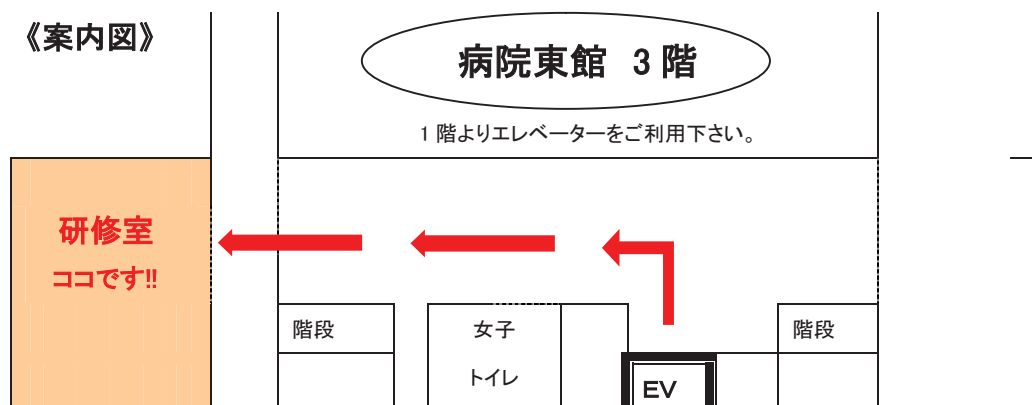 《案内図》
病院東館 3階
1階よりエレベーターをご利用下さい。
研修室
ココです!!
階段
女子
トイレ
EV
階段